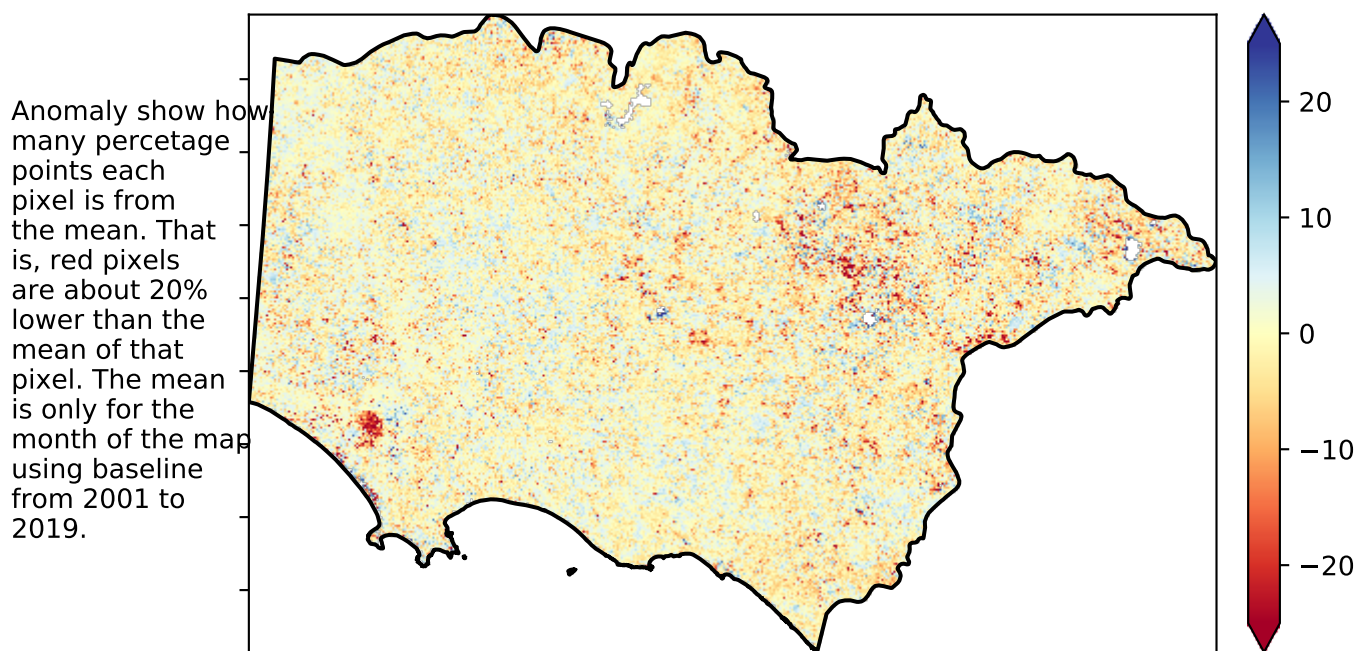 Anomaly show how
many percetage
points each
pixel is from
the mean. That
is, red pixels
are about 20%
lower than the
mean of that
pixel. The mean
is only for the
month of the map
using baseline
from 2001 to
2019.
20
10
0
−10
−20